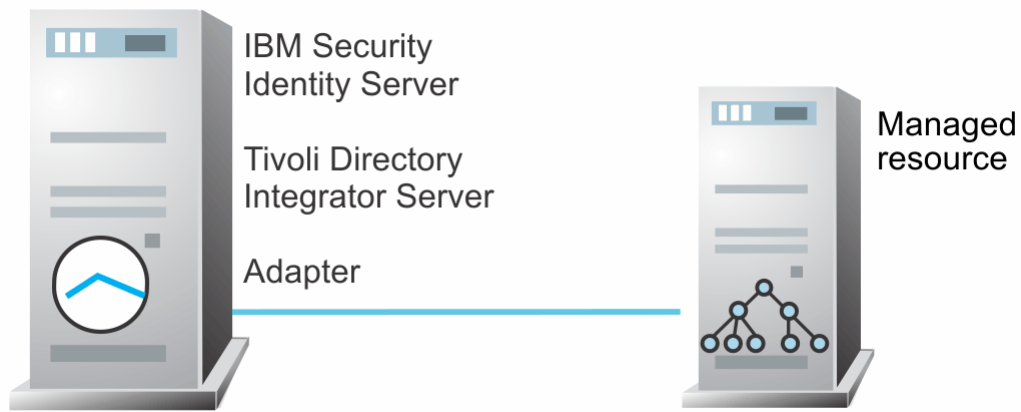 IBM Security
Identity Server
Tivoli Directory
Integrator Server
Adapter
Managed
resource